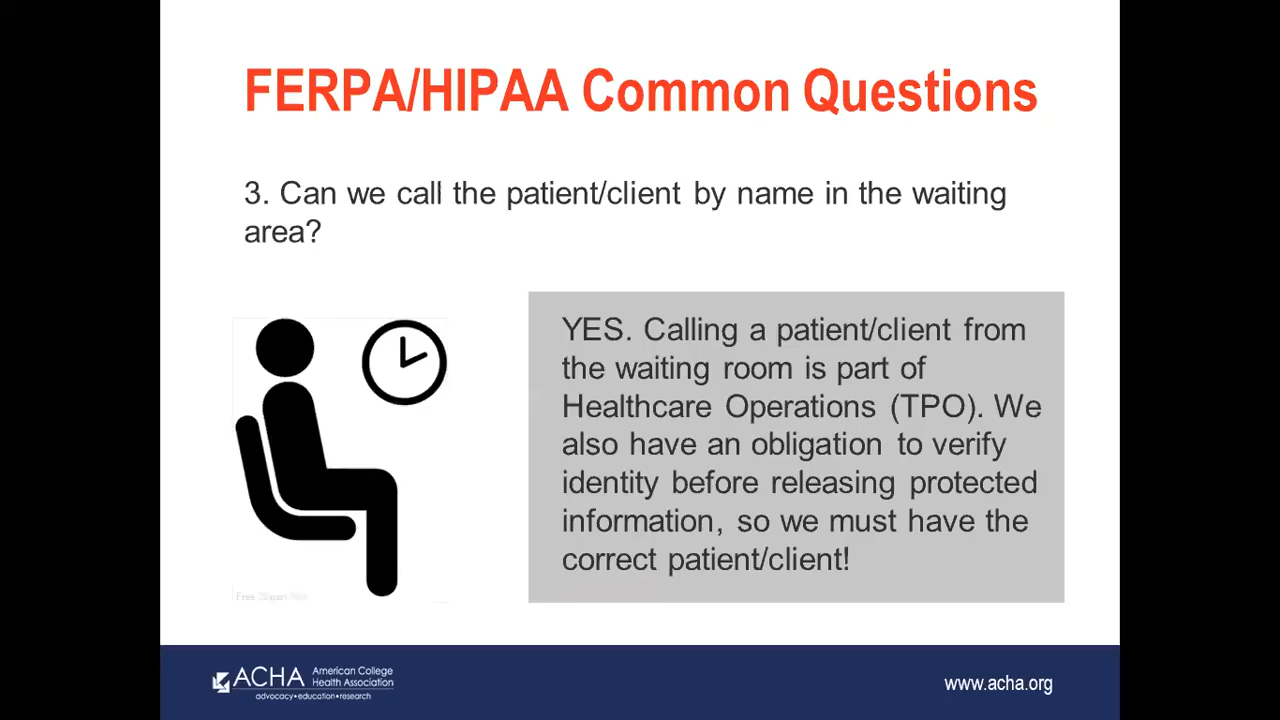 FERPA/HIPAA Common Questions
3. Can we call the patient/client by name in the waiting
area?
YES. Calling a patient/client from
the waiting room is part of
Healthcare Operations (TPO). We
also have an obligation to verify
identity before releasing protected
information, so we must have the
correct patient/client!
Free Clipart
ACHA American College
Health Association
advocacy•education•research
www.acha.org